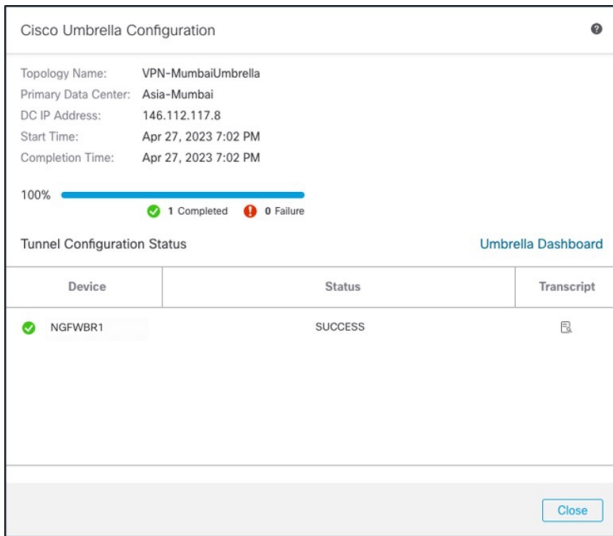 Cisco Umbrella Configuration
Topology Name: VPN-MumbaiUmbrella
Primary Data Center: Asia-Mumbai
DC IP Address: 146.112.117.8
Start Time: Apr 27, 2023 7:02 PM
Completion Time: Apr 27, 2023 7:02 PM
100%
1 Completed 0 Failure
Tunnel Configuration Status Umbrella Dashboard
Device Status Transcript
NGFWBR1 SUCCESS
Close